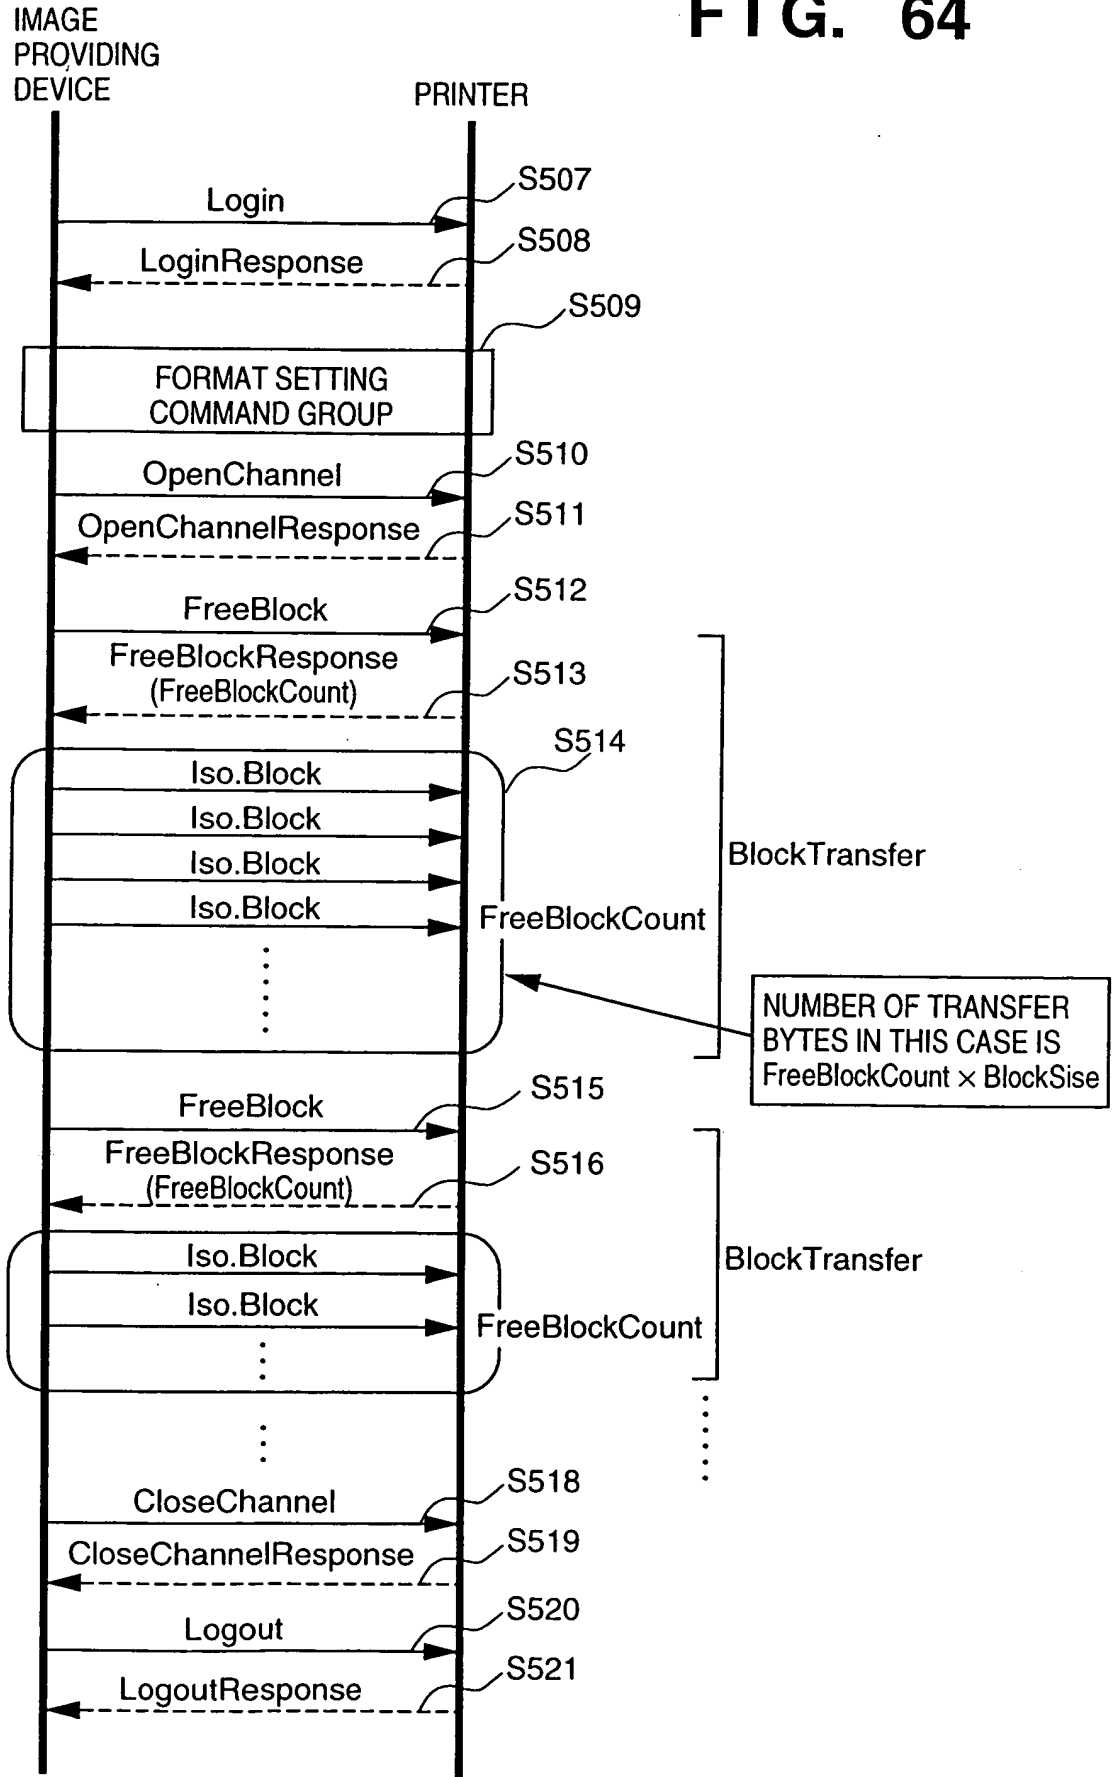 FIG. 64
IMAGE
PROVIDING
DEVICE
PRINTER
Login
S507
LoginResponse
S508
S509
FORMAT SETTING
COMMAND GROUP
OpenChannel
S510
OpenChannelResponse
S511
FreeBlock
S512
FreeBlockResponse
(FreeBlockCount)
S513
S514
Iso.Block
Iso.Block
Iso.Block
Iso.Block
FreeBlockCount
BlockTransfer
NUMBER OF TRANSFER
BYTES IN THIS CASE IS
FreeBlockCount × BlockSise
FreeBlock
S515
FreeBlockResponse
(FreeBlockCount)
S516
Iso.Block
Iso.Block
FreeBlockCount
BlockTransfer
CloseChannel
S518
CloseChannelResponse
S519
Logout
S520
LogoutResponse
S521